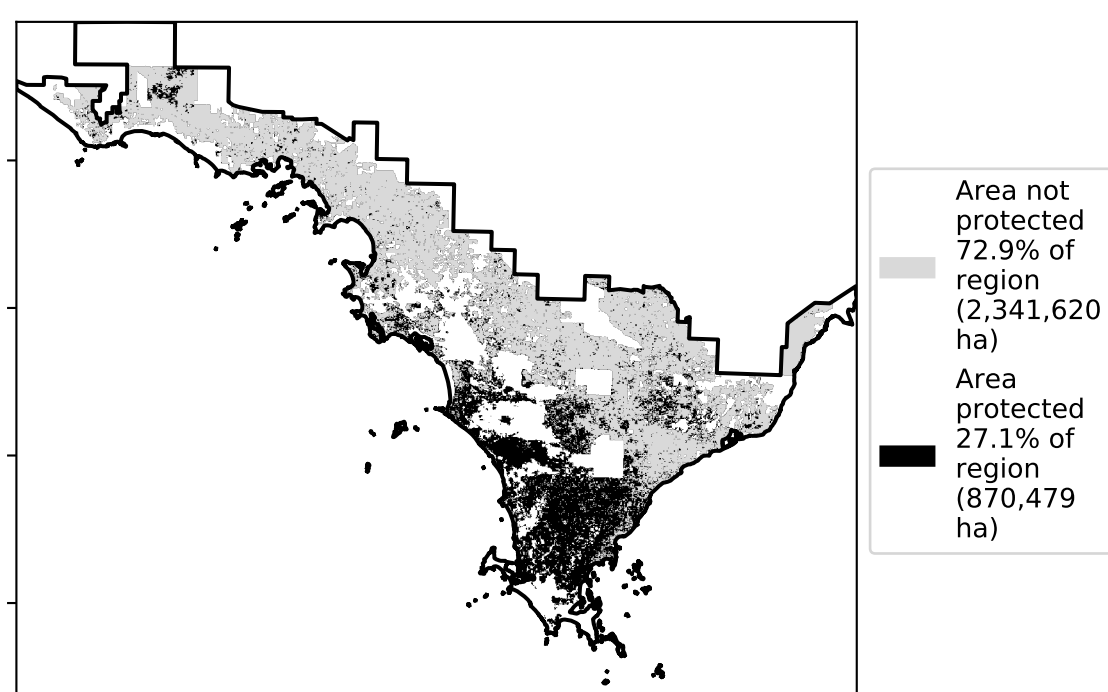 Area not
protected
72.9% of
region
(2,341,620
ha)
Area
protected
27.1% of
region
(870,479
ha)